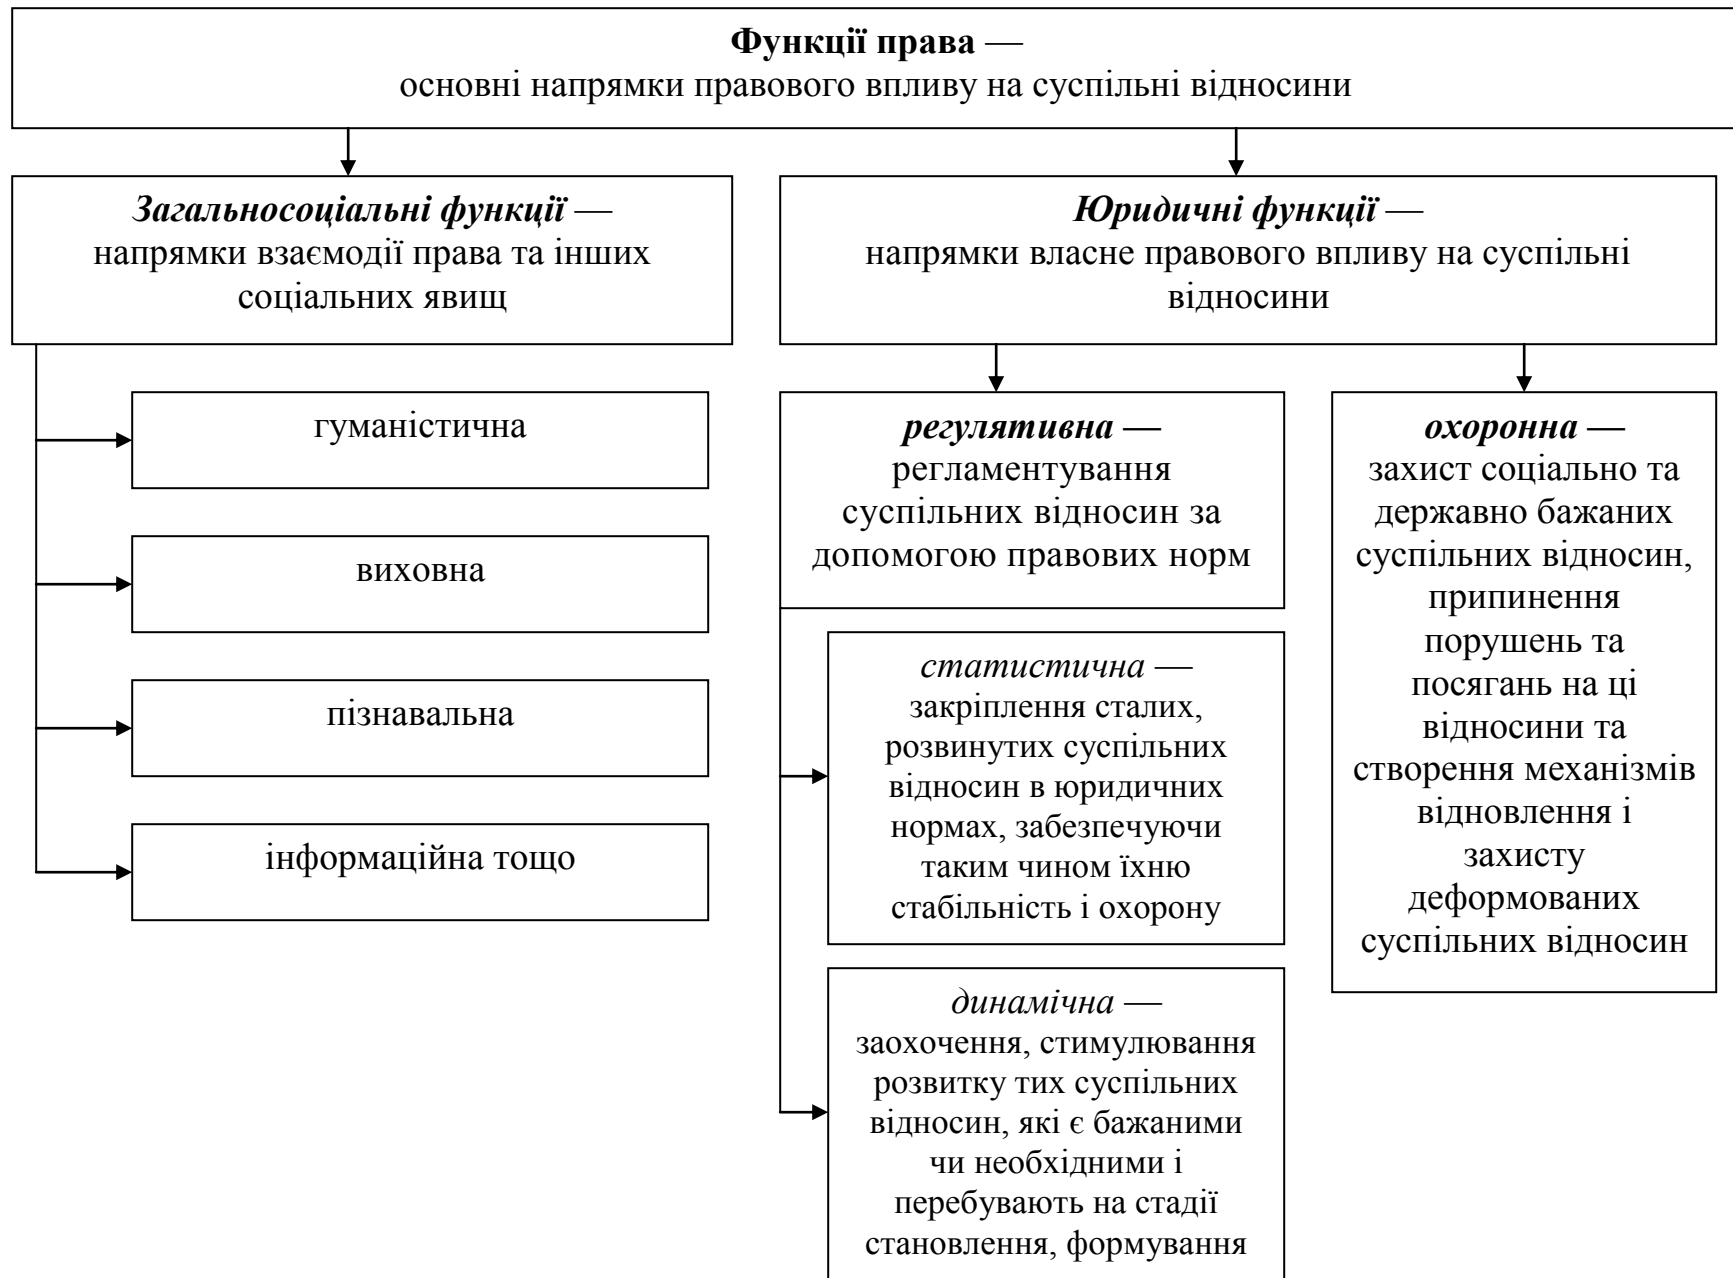 Функції права —
основні напрямки правового впливу на суспільні відносини
Загальносоціальні функції —
напрямки взаємодії права та інших
соціальних явищ
гуманістична
виховна
пізнавальна
інформаційна тощо
Юридичні функції —
напрямки власне правового впливу на суспільні
відносини
регулятивна —
регламентування
суспільних відносин за
допомогою правових норм
статистична —
закріплення сталих,
розвинутих суспільних
відносин в юридичних
нормах, забезпечуючи
таким чином їхню
стабільність і охорону
динамічна —
заохочення, стимулювання
розвитку тих суспільних
відносин, які є бажаними
чи необхідними і
перебувають на стадії
становлення, формування
охоронна —
захист соціально та
державно бажаних
суспільних відносин,
припинення
порушень та
посягань на ці
відносини та
створення механізмів
відновлення і
захисту
деформованих
суспільних відносин